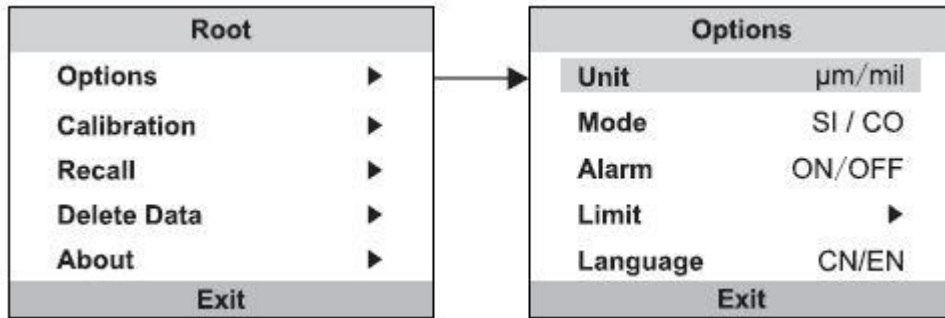 Root
Options ▶
Calibration ▶
Recall ▶
Delete Data ▶
About ▶
Exit
Options
Unit µm/mil
Mode SI / CO
Alarm ON/OFF
Limit ▶
Language CN/EN
Exit